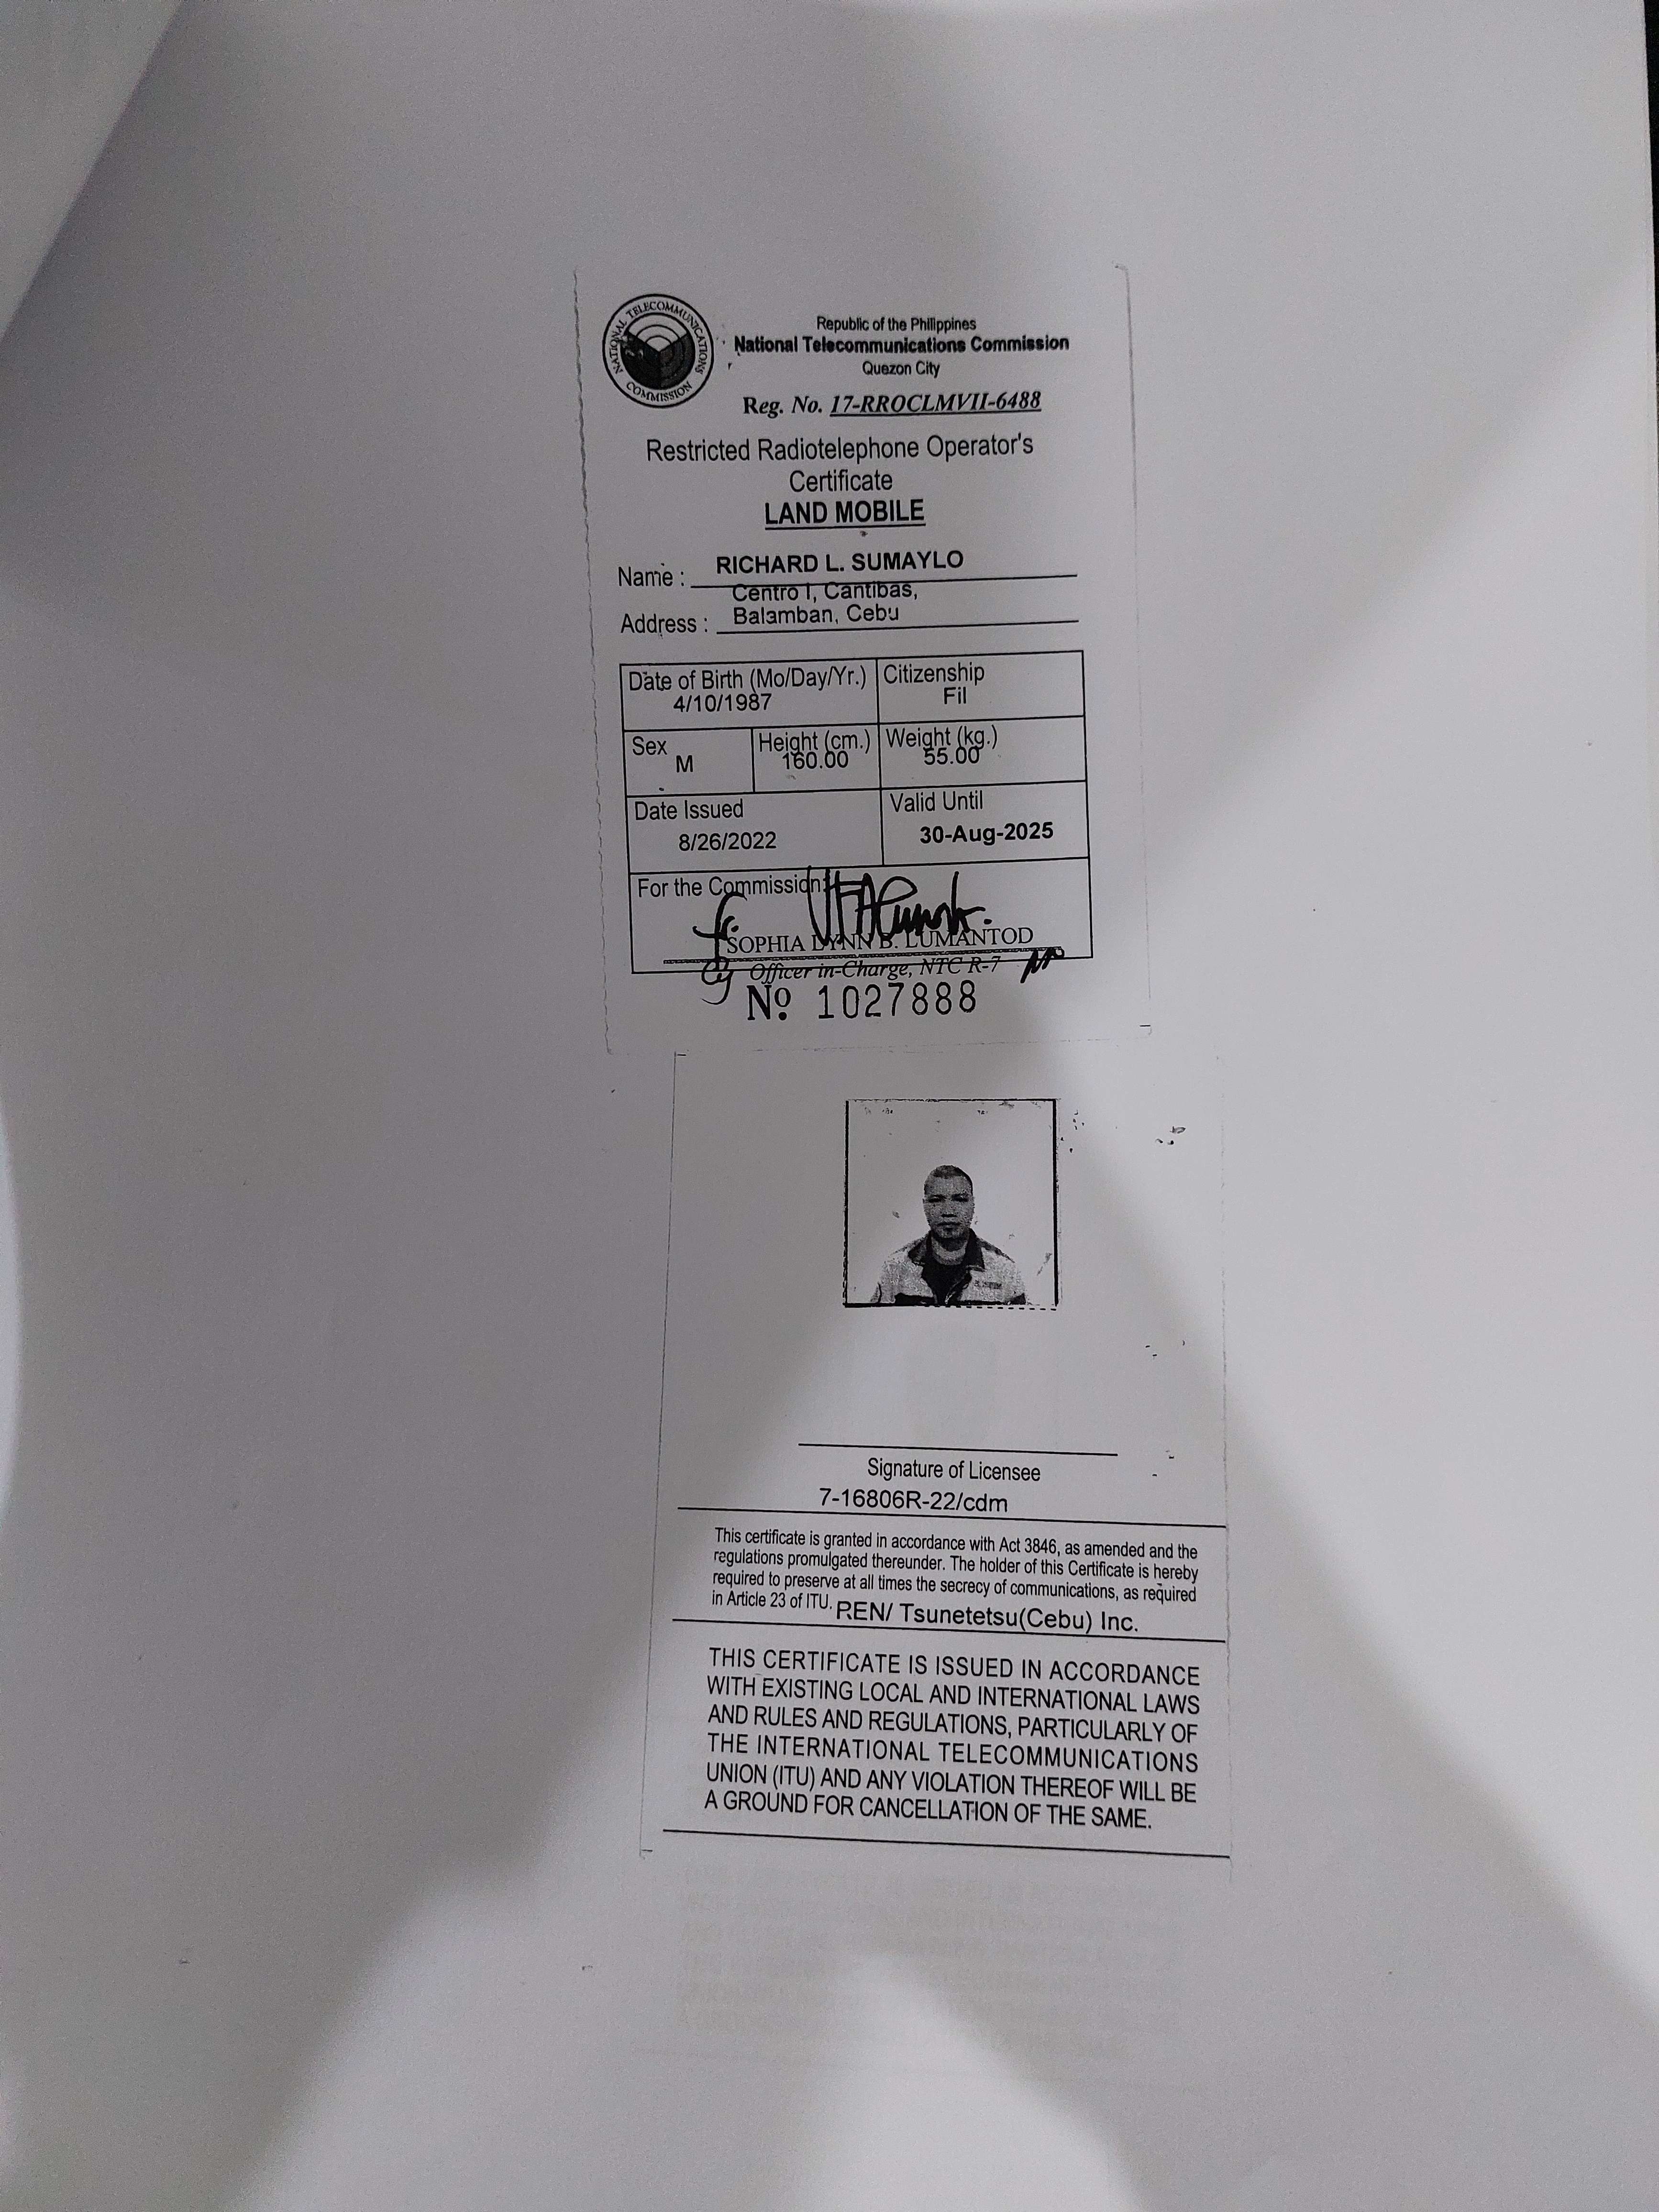 NATIONAL TELECOMMUNICATIONS COMMISSION
Republic of the Philippines
National Telecommunications Commission
Quezon City
Reg. No. 17-RROCLMVII-6488
Restricted Radiotelephone Operator's
Certificate
LAND MOBILE
Name : RICHARD L. SUMAYLO
Centro I, Cantibas,
Address : Balamban, Cebu
Date of Birth (Mo/Day/Yr.) Citizenship
4/10/1987 Fil
Sex Height (cm.) Weight (kg.)
M 160.00 55.00
Date Issued Valid Until
8/26/2022 30-Aug-2025
For the Commission:
SOPHIA LYNN B. LUMANTOD
Officer in-Charge, NTC R-7
№ 1027888
Signature of Licensee
7-16806R-22/cdm
This certificate is granted in accordance with Act 3846, as amended and the
regulations promulgated thereunder. The holder of this Certificate is hereby
required to preserve at all times the secrecy of communications, as required
in Article 23 of ITU. REN/ Tsunetetsu(Cebu) Inc.
THIS CERTIFICATE IS ISSUED IN ACCORDANCE
WITH EXISTING LOCAL AND INTERNATIONAL LAWS
AND RULES AND REGULATIONS, PARTICULARLY OF
THE INTERNATIONAL TELECOMMUNICATIONS
UNION (ITU) AND ANY VIOLATION THEREOF WILL BE
A GROUND FOR CANCELLATION OF THE SAME.